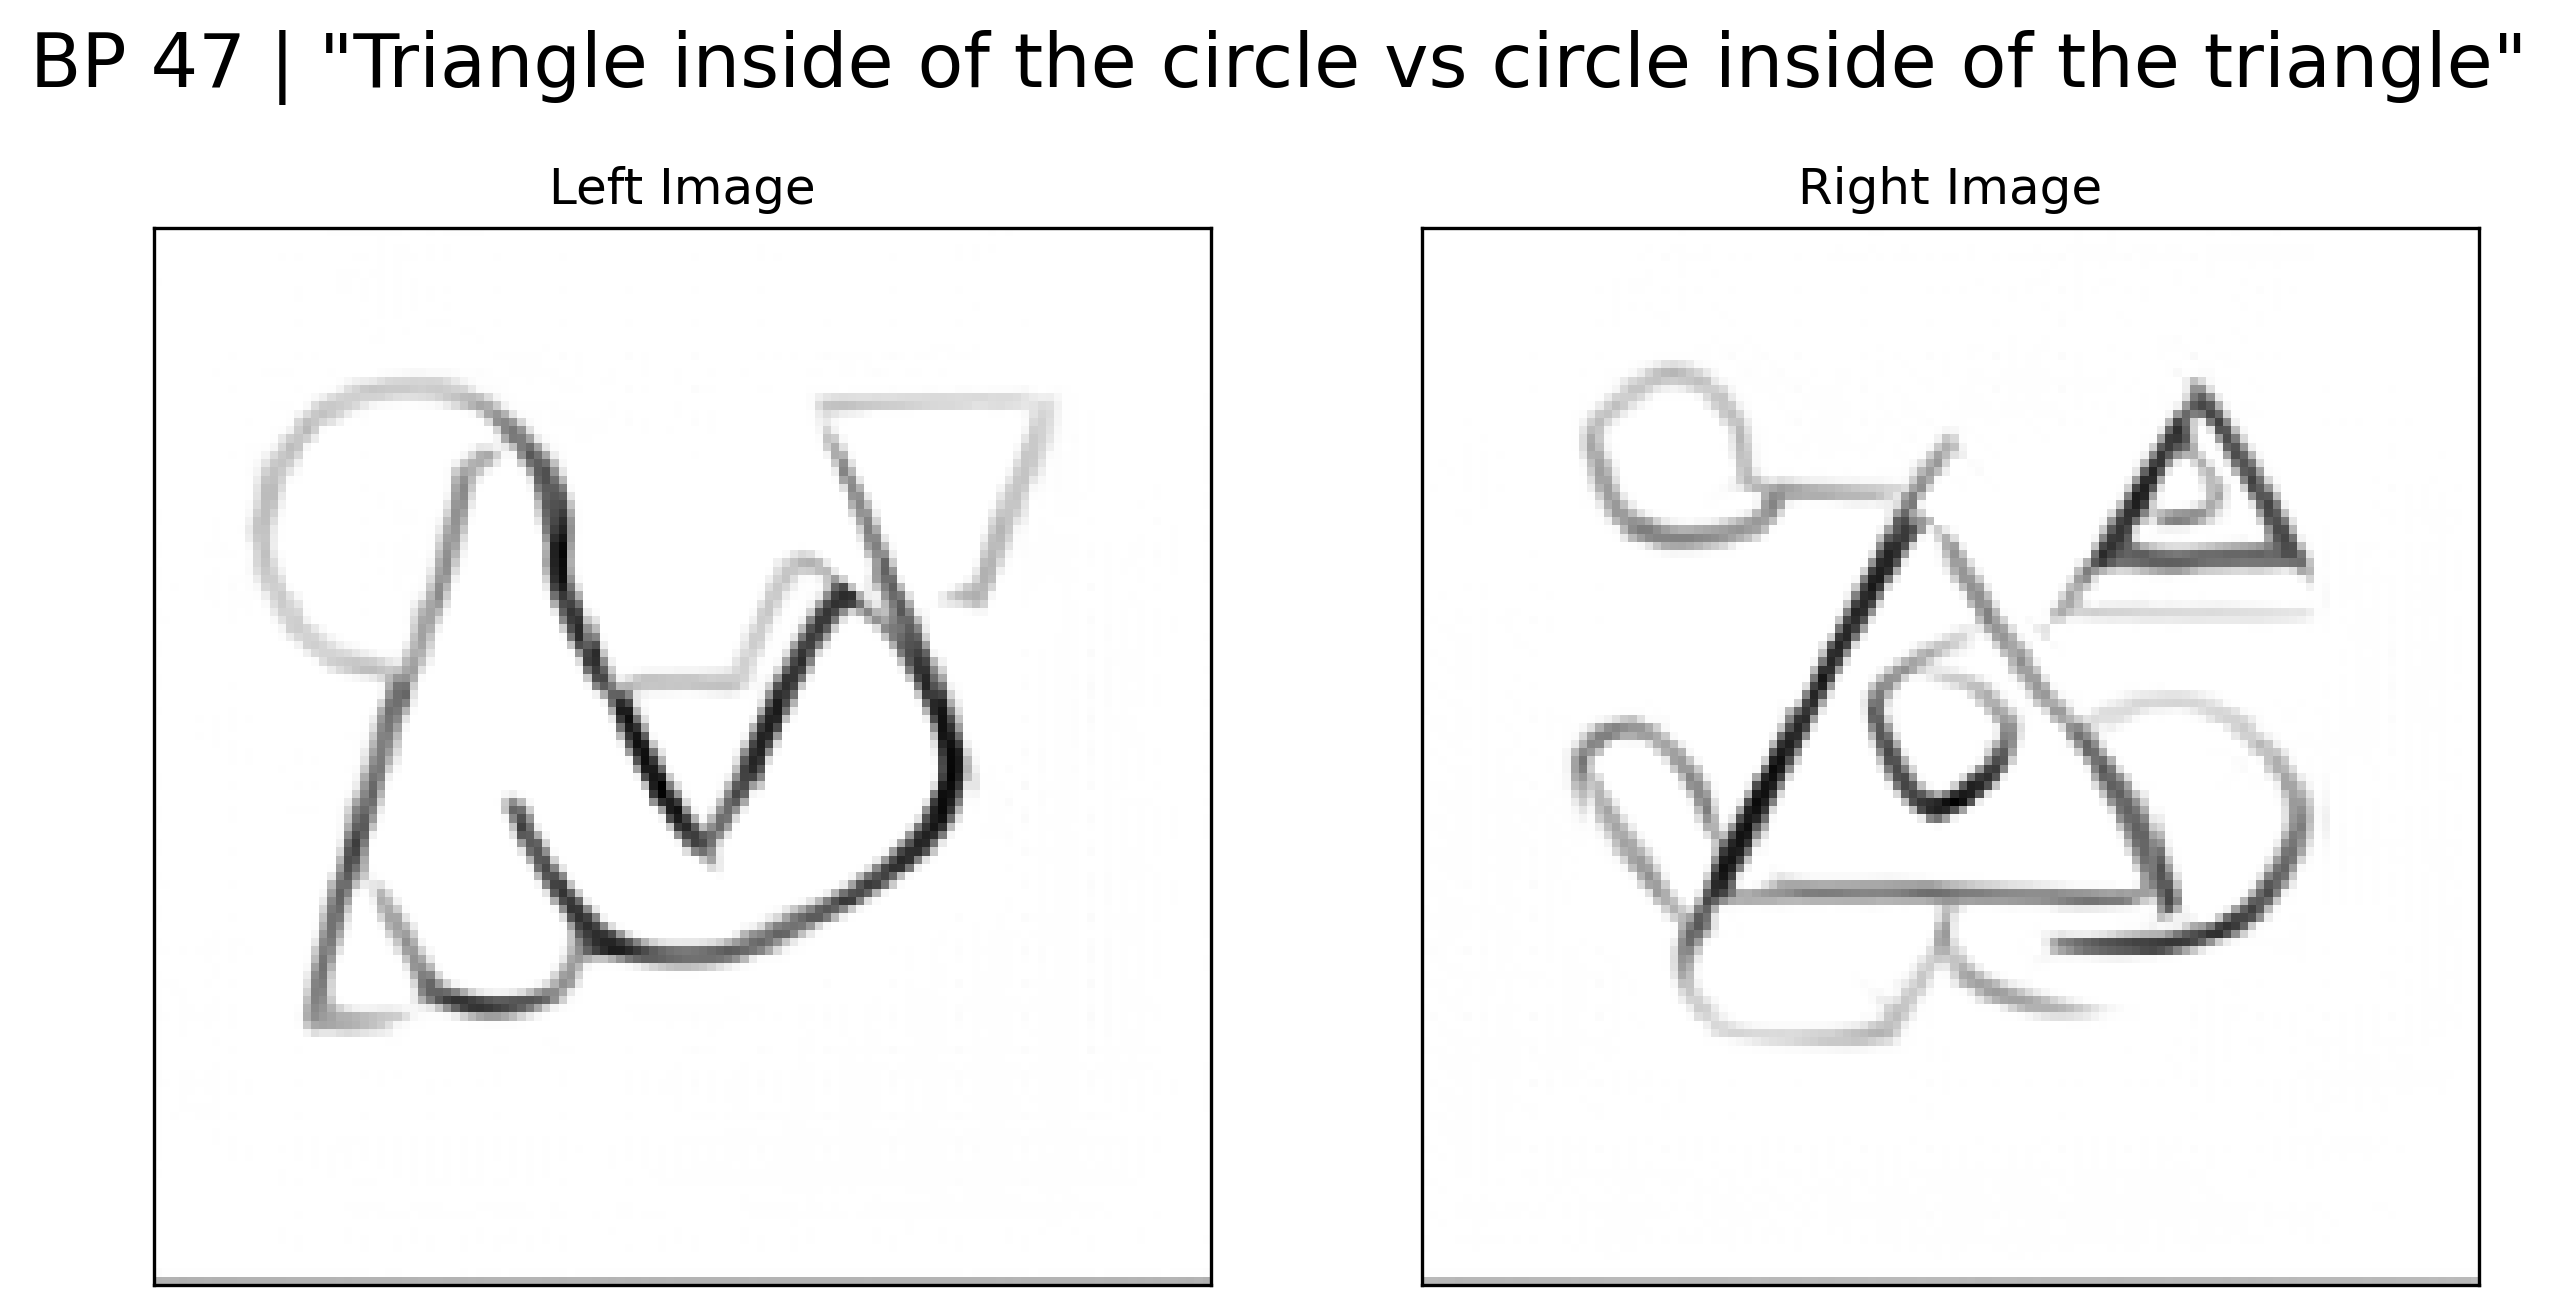 BP 47 | "Triangle inside of the circle vs circle inside of the triangle"
Left Image
Right Image